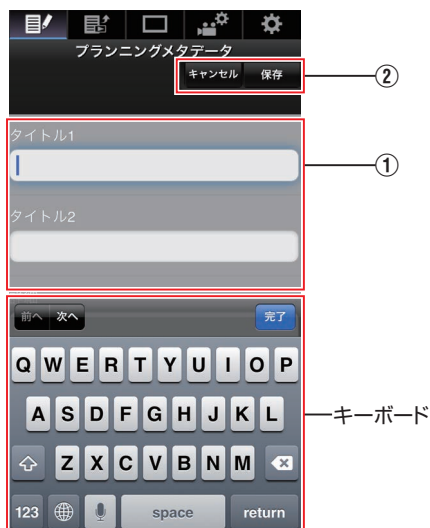 プランニングメタデータ
キャンセル 保存
②
タイトル1
①
タイトル2
前へ 次へ 完了
Q W E R T Y U I O P
A S D F G H J K L
キーボード
Z X C V B N M
123 space return